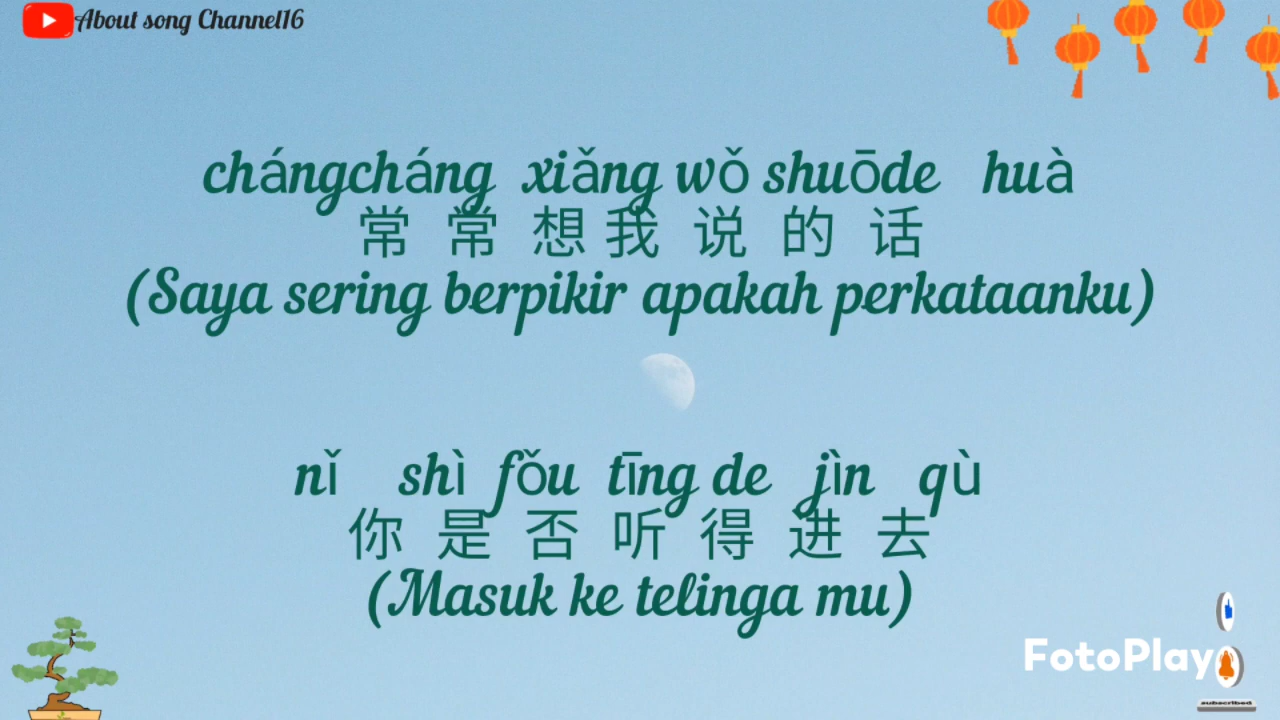 About song Channel16
chángcháng xiǎng wǒ shuōde huà
常 常 想 我 说 的 话
(Saya sering berpikir apakah perkataanku)
nǐ shì fǒu tīng de jìn qù
你 是 否 听 得 进 去
(Masuk ke telinga mu)
FotoPlay
subscribed